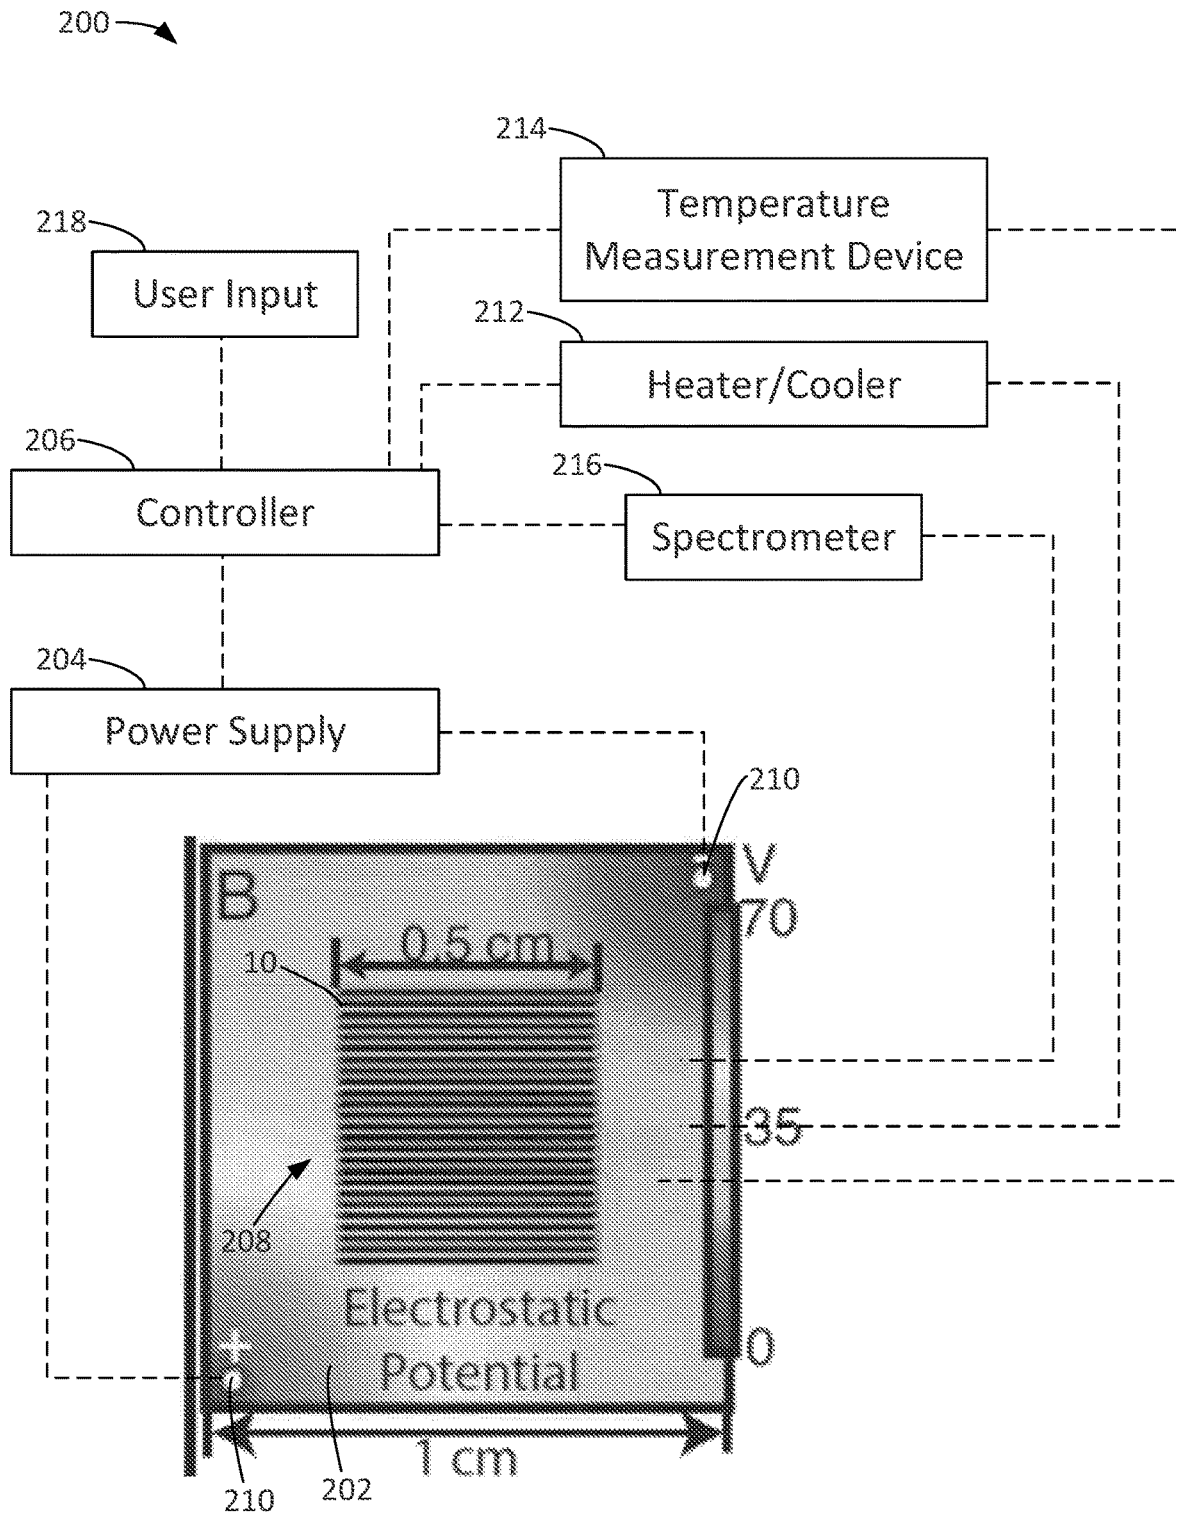 200
214
Temperature
Measurement Device
218
User Input
212
Heater/Cooler
206
Controller
216
Spectrometer
204
Power Supply
210
-
B
V
70
0.5 cm
10
35
208
Electrostatic
Potential
+
0
1 cm
202
210